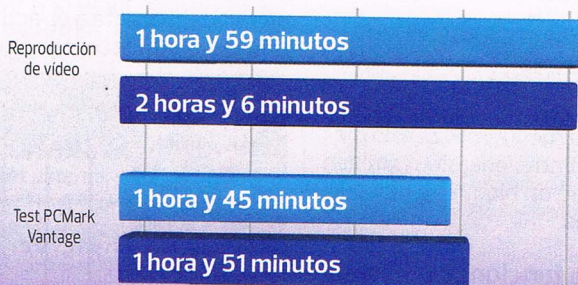 Reproducción
de vídeo
1 hora y 59 minutos
2 horas y 6 minutos
Test PCMark
Vantage
1 hora y 45 minutos
1 hora y 51 minutos